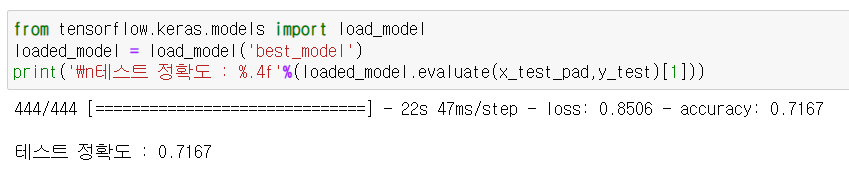 from tensorflow.keras.models import load_model
loaded_model = load_model('best_model')
print('₩n테스트 정확도 : %.4f'%(loaded_model.evaluate(x_test_pad,y_test)[1]))
444/444 [==============================] - 22s 47ms/step - loss: 0.8506 - accuracy: 0.7167
테스트 정확도 : 0.7167